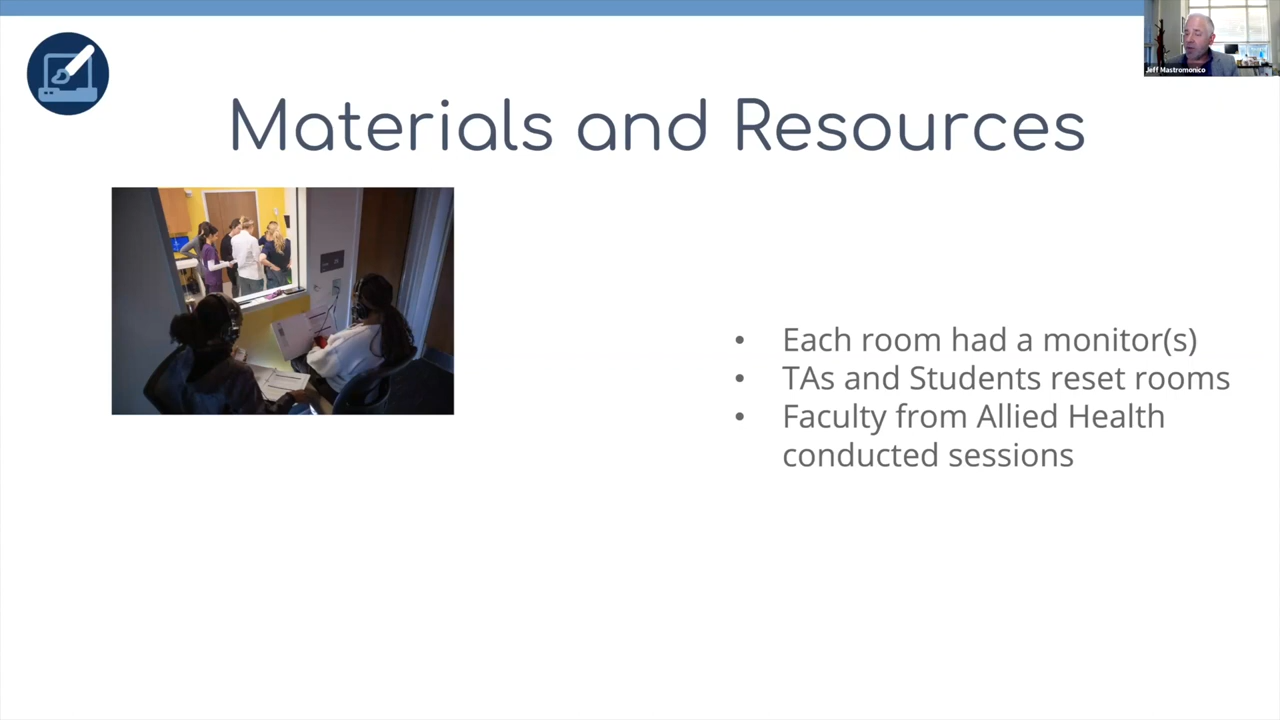 Jeff Mastromonico
Materials and Resources
• Each room had a monitor(s)
• TAs and Students reset rooms
• Faculty from Allied Health
conducted sessions